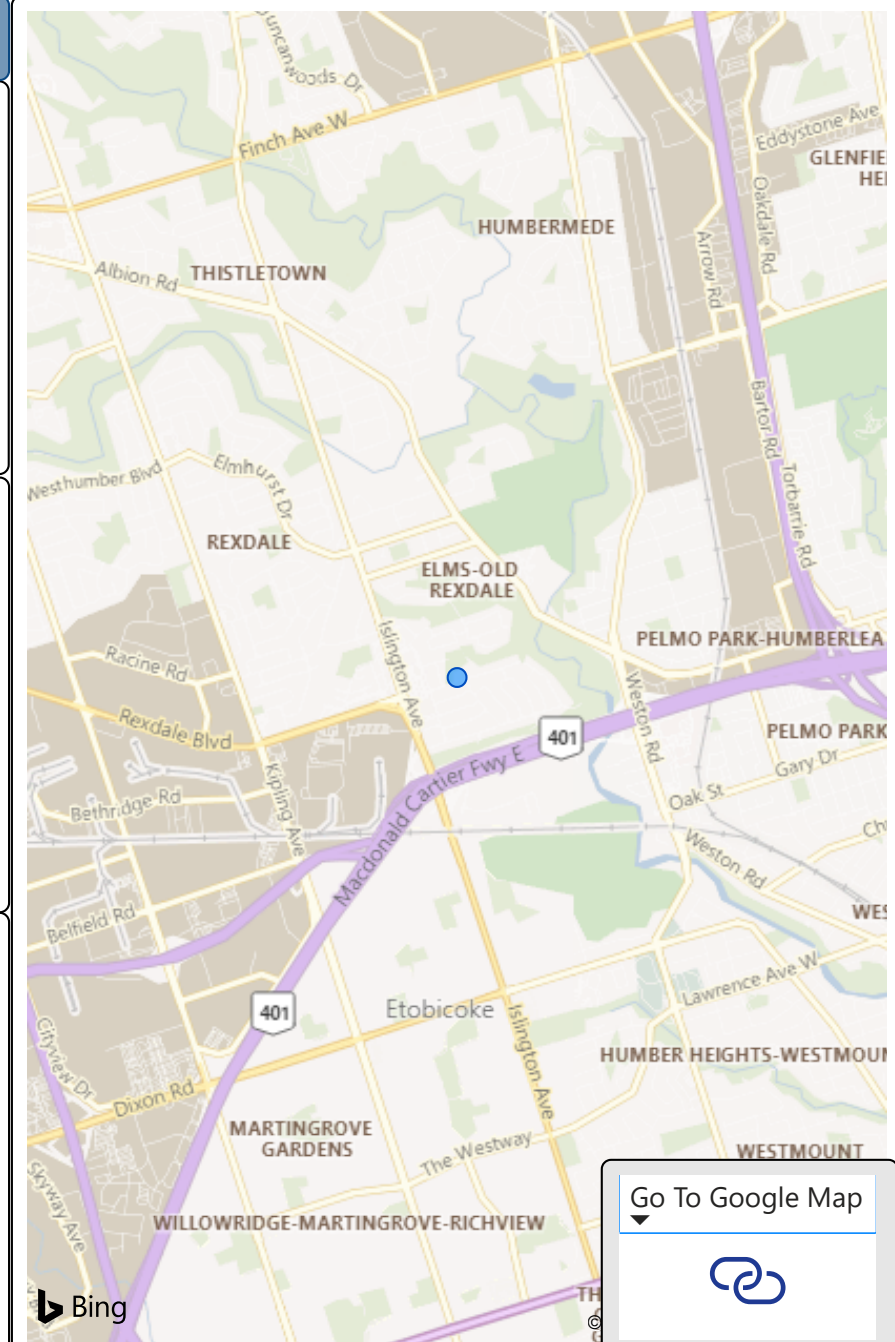 Duncanwoods Dr
Finch Ave W
Eddystone Ave
GLENFIE
HEI
Oakdale Rd
HUMBERMEDE
Arrow Rd
Albion Rd
THISTLETOWN
Bartor Rd
Westhumber Blvd
Elmhurst Dr
Torbarrie Rd
REXDALE
ELMS-OLD
REXDALE
Islington Ave
PELMO PARK-HUMBERLEA
Racine Rd
Weston Rd
Rexdale Blvd
401
PELMO PARK
Macdonald Cartier Fwy E
Gary Dr
Kipling Ave
Bethridge Rd
Oak St
Weston Rd
WES
Belfield Rd
Lawrence Ave W
401
Etobicoke
Islington Ave
Cityview Dr
HUMBER HEIGHTS-WESTMOUN
Dixon Rd
MARTINGROVE
GARDENS
The Westway
WESTMOUNT
Skyway Ave
WILLOWRIDGE-MARTINGROVE-RICHVIEW
Go To Google Map
TH
Bing
©